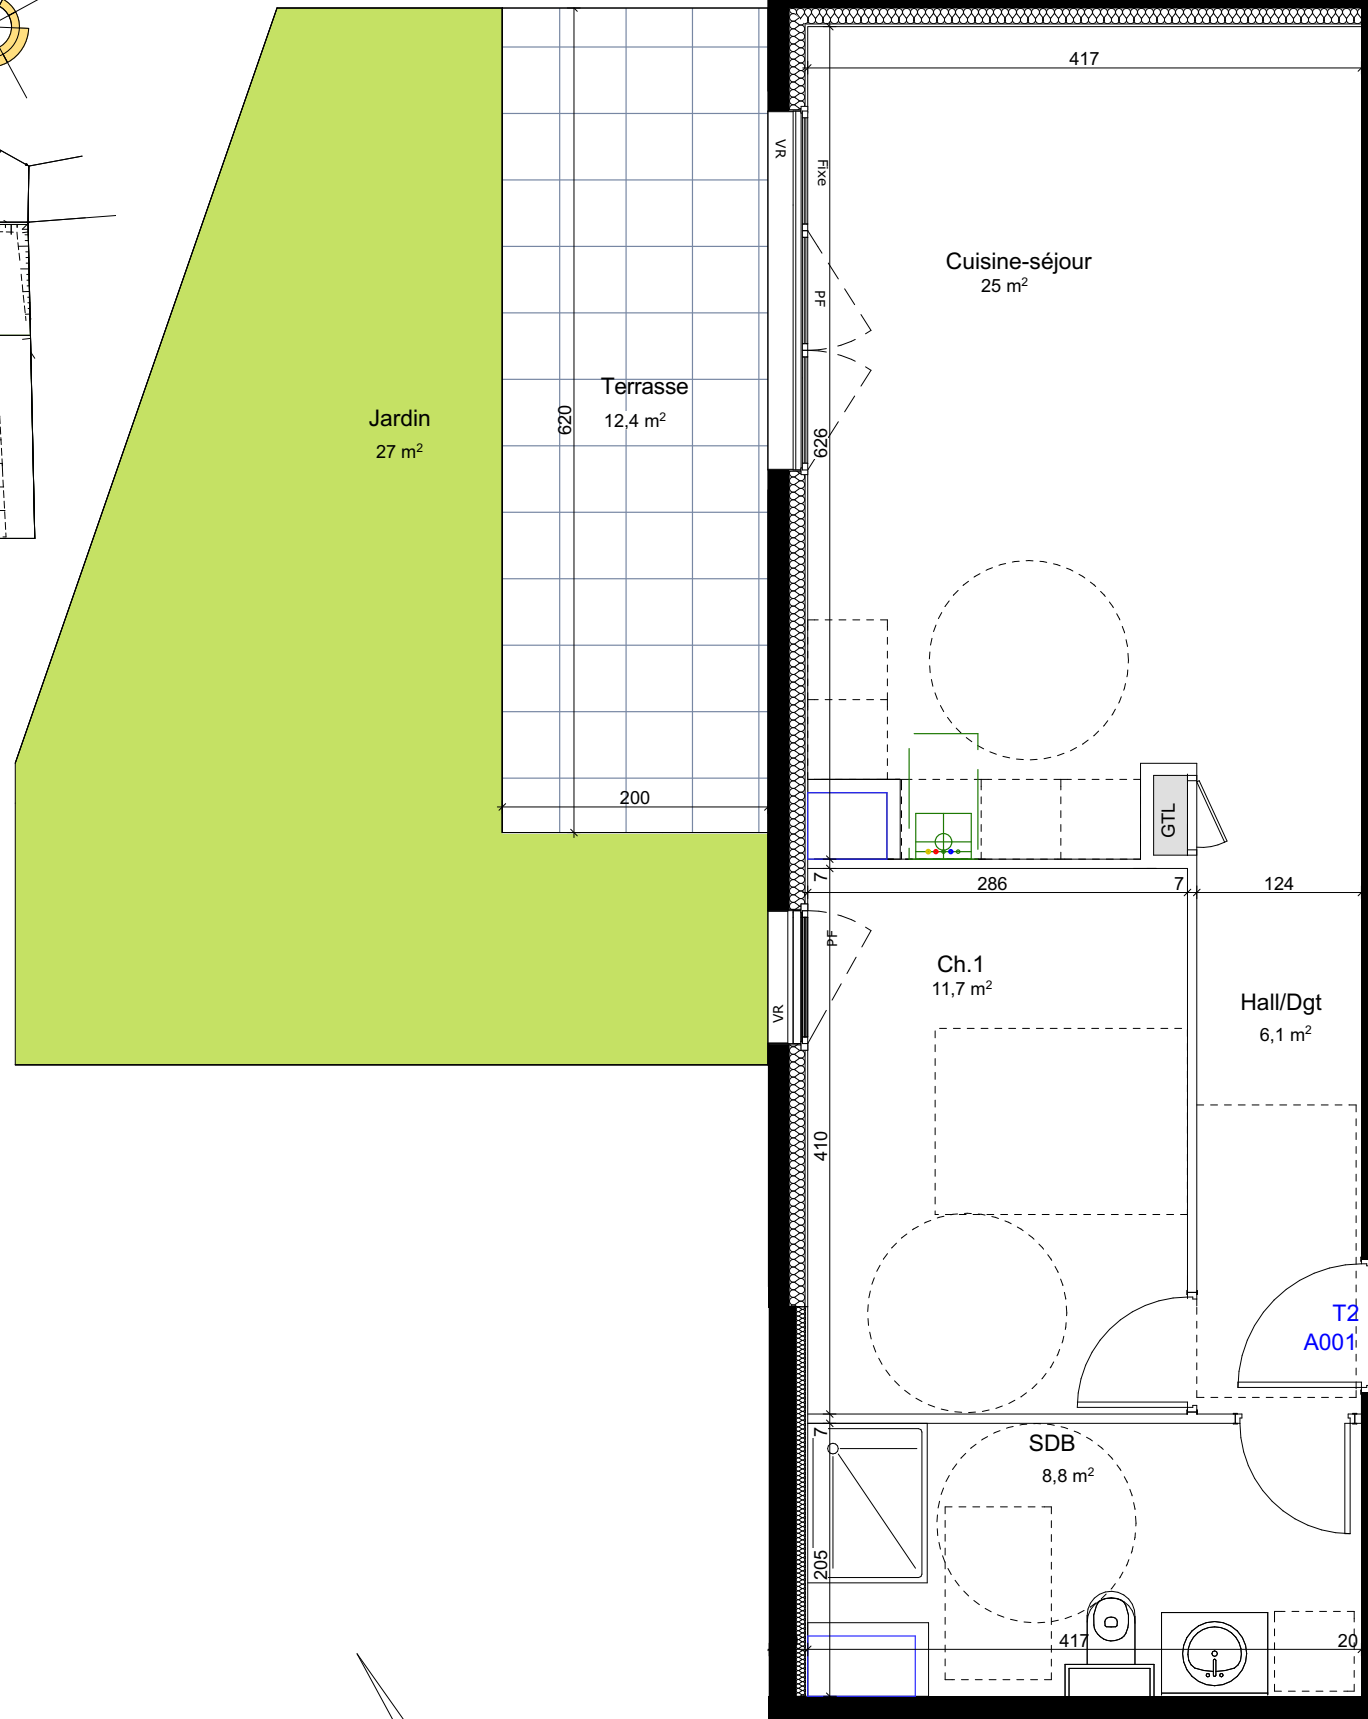 417
VR
Fixe
Cuisine-séjour
25 m²
PF
Terrasse
12,4 m²
Jardin
27 m²
620
626
200
GTL
7
286
7
124
PF
Ch.1
11,7 m²
VR
Hall/Dgt
6,1 m²
410
T2
A001
7
SDB
8,8 m²
205
417
20